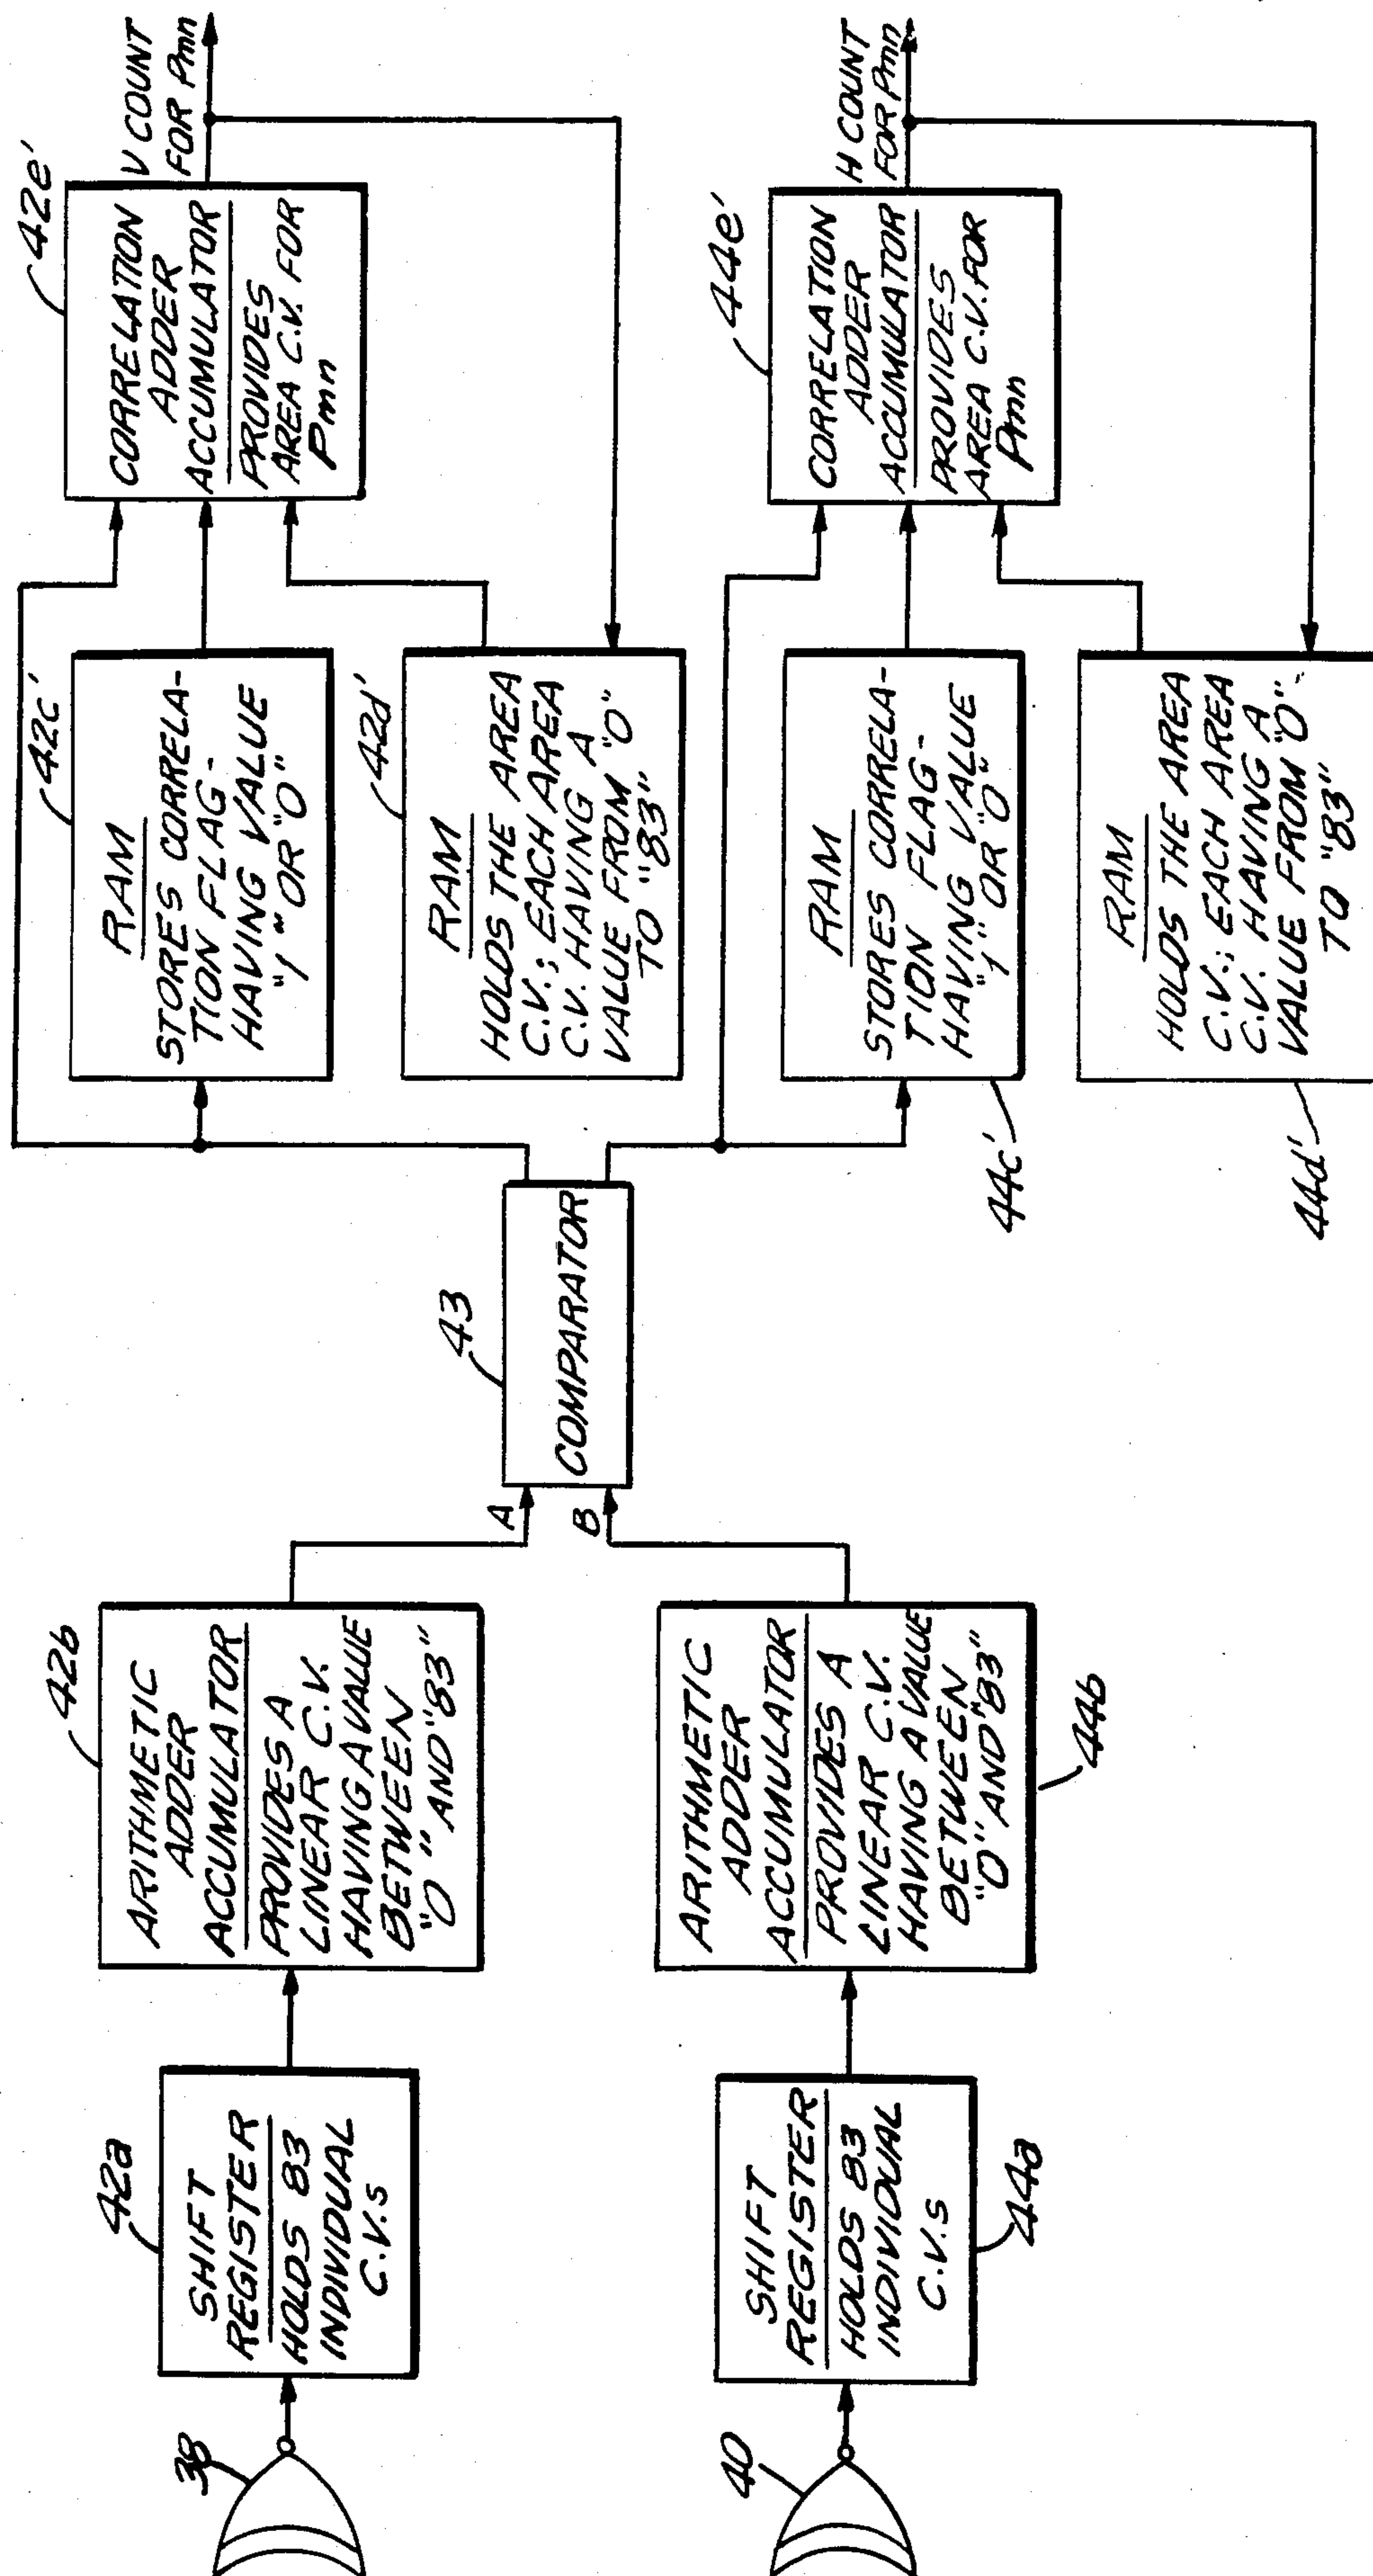 38
42a
SHIFT
REGISTER
HOLDS 83
INDIVIDUAL
C.V.s
42b
ARITHMETIC
ADDER
ACCUMULATOR
PROVIDES A
LINEAR C.V.
HAVING A VALUE
BETWEEN
"0" AND "83"
40
44a
SHIFT
REGISTER
HOLDS 83
INDIVIDUAL
C.V.s
44b
ARITHMETIC
ADDER
ACCUMULATOR
PROVIDES A
LINEAR C.V.
HAVING A VALUE
BETWEEN
"0" AND "83"
A
B
43
COMPARATOR
42c'
RAM
STORES CORRELA-
TION FLAG-
HAVING VALUE
"1" OR "0"
42d'
RAM
HOLDS THE AREA
C.V.; EACH AREA
C.V. HAVING A
VALUE FROM "0"
TO "83"
42e'
CORRELATION
ADDER
ACCUMULATOR
PROVIDES
AREA C.V. FOR
Pmn
V COUNT
FOR Pmn
44c'
RAM
STORES CORRELA-
TION FLAG-
HAVING VALUE
"1" OR "0"
44d'
RAM
HOLDS THE AREA
C.V.; EACH AREA
C.V. HAVING A
VALUE FROM "0"
TO "83"
44e'
CORRELATION
ADDER
ACCUMULATOR
PROVIDES
AREA C.V. FOR
Pmn
H COUNT
FOR Pmn